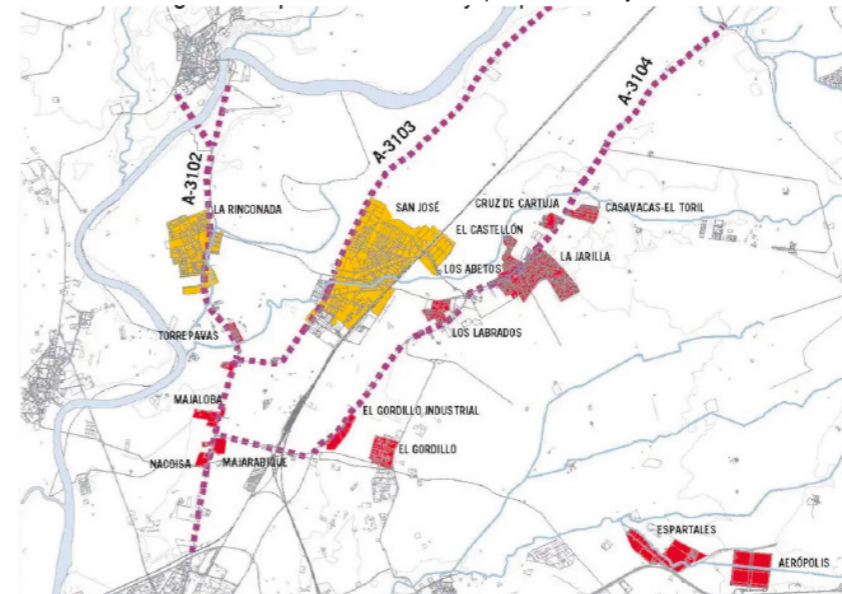 A-3104
A-3103
A-3102
LA RINCONADA
SAN JOSÉ
CRUZ DE CARTUJA
CASAVACAS-EL TORIL
EL CASTELLÓN
LOS ABETOS
LA JARILLA
TORREPAVAS
LOS LABRADOS
MAJALOBA
EL GORDILLO INDUSTRIAL
NACOISA
MAJARABIQUE
EL GORDILLO
ESPARTALES
AERÓPOLIS